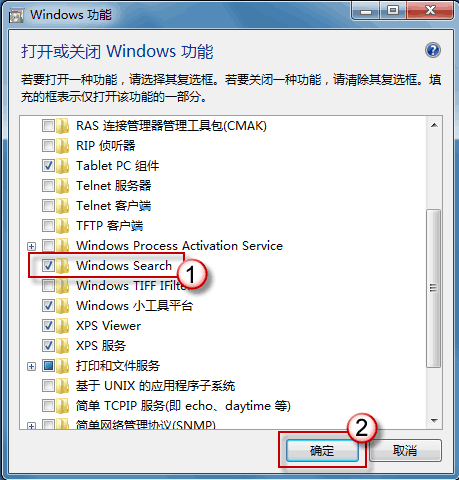 Windows 功能
打开或关闭 Windows 功能
若要打开一种功能，请选择其复选框。若要关闭一种功能，请清除其复选框。填
充的框表示仅打开该功能的一部分。
RAS 连接管理器管理工具包(CMAK)
RIP 侦听器
Tablet PC 组件
Telnet 服务器
Telnet 客户端
TFTP 客户端
Windows Process Activation Service
Windows Search
1
Windows TIFF IFilter
Windows 小工具平台
XPS Viewer
XPS 服务
打印和文件服务
基于 UNIX 的应用程序子系统
简单 TCPIP 服务(即 echo、daytime 等)
简单网络管理协议(SNMP)
2
确定
取消